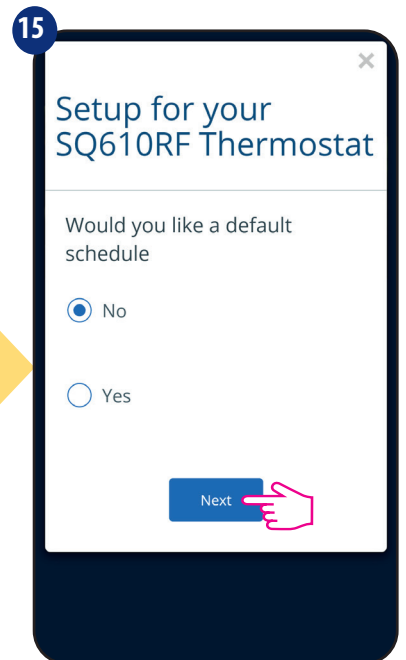 15
Setup for your
SQ610RF Thermostat
Would you like a default
schedule
No
Yes
Next